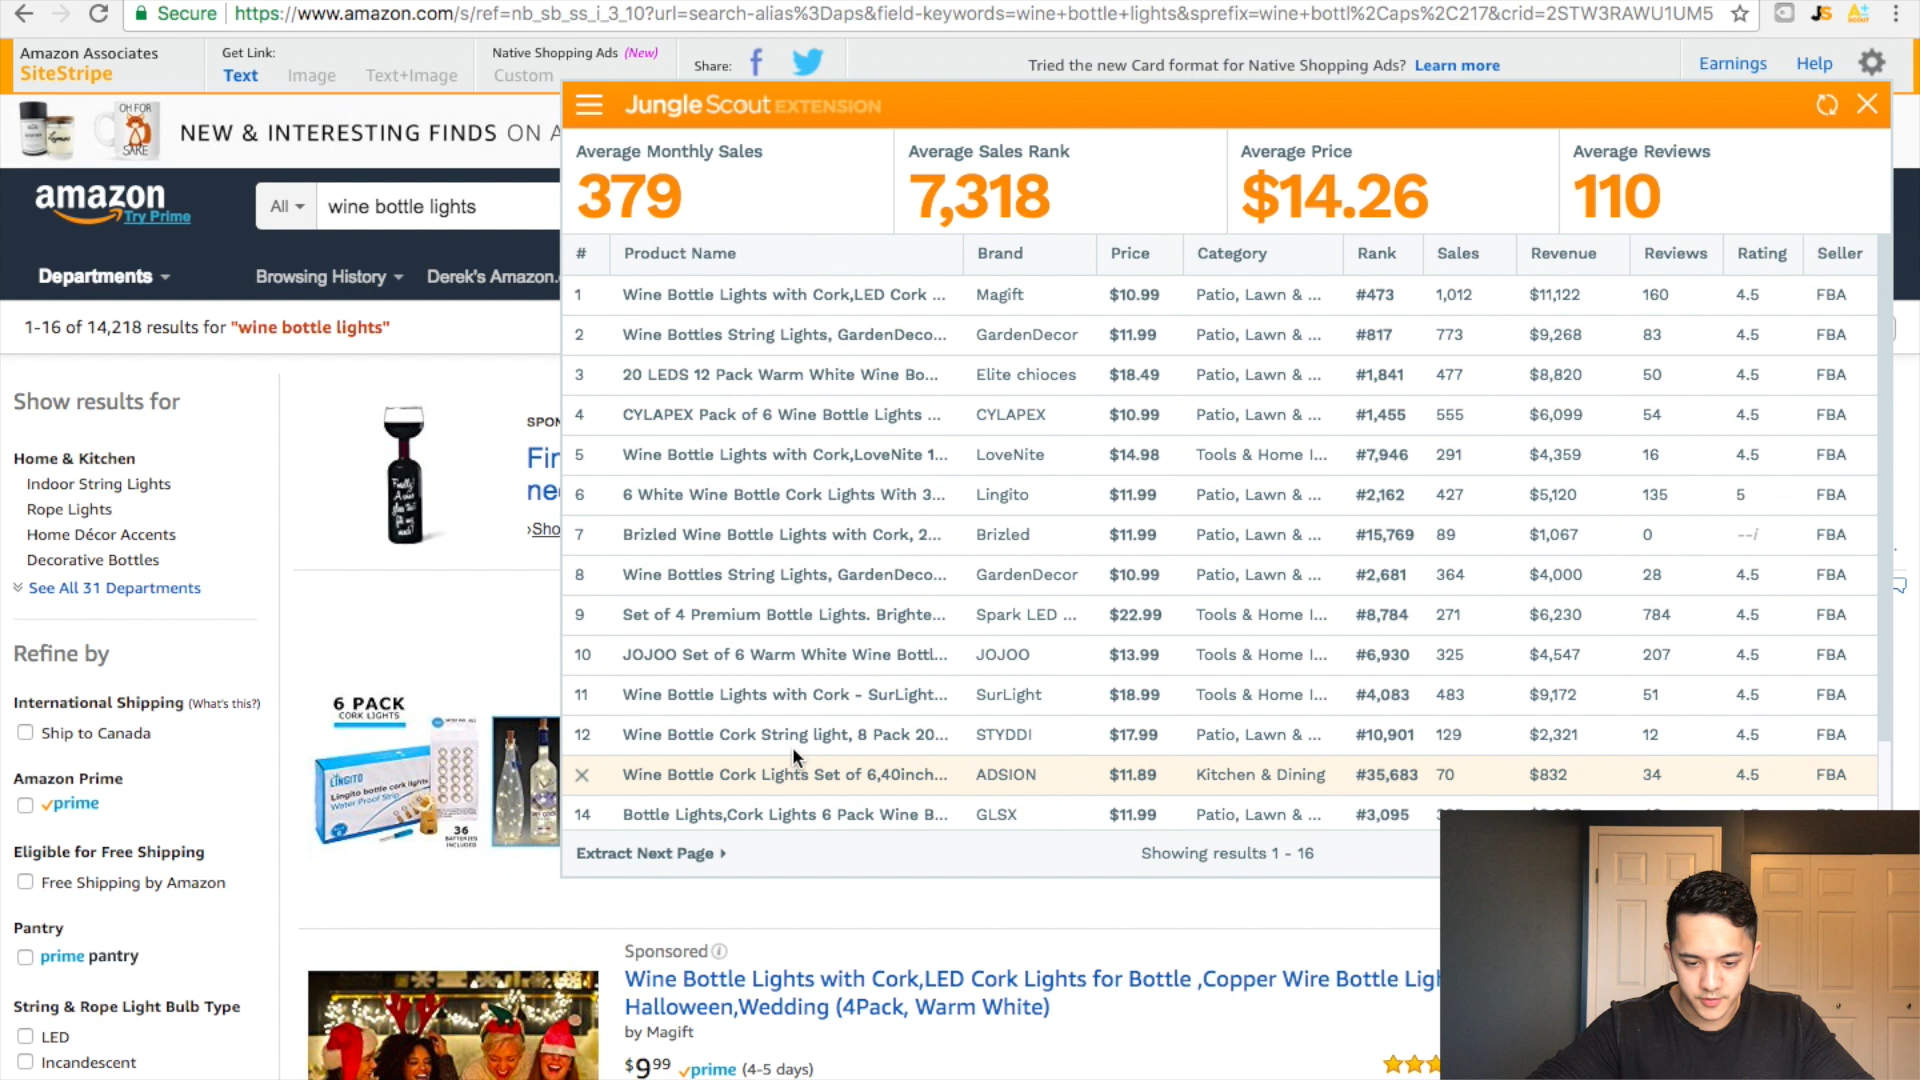 Secure
https://www.amazon.com/s/ref=nb_sb_ss_i_3_10?url=search-alias%3Daps&field-keywords=wine+bottle+lights&sprefix=wine+bottl%2Caps%2C217&crid=2STW3RAWU1UM5
Amazon Associates
SiteStripe
Get Link:
Text Image Text+Image
Native Shopping Ads (New)
Custom
Share:
Tried the new Card format for Native Shopping Ads? Learn more
Earnings
Help
OH FOR
SAKE
NEW & INTERESTING FINDS ON A
amazon
Try Prime
All
wine bottle lights
Departments
Browsing History
Derek's Amazon.
1-16 of 14,218 results for "wine bottle lights"
Show results for
Home & Kitchen
Indoor String Lights
Rope Lights
Home Décor Accents
Decorative Bottles
See All 31 Departments
Refine by
International Shipping (What's this?)
Ship to Canada
Amazon Prime
prime
Eligible for Free Shipping
Free Shipping by Amazon
Pantry
prime pantry
String & Rope Light Bulb Type
LED
Incandescent
SPON
Fir
ne
›Sho
6 PACK
CORK LIGHTS
LINGITO
Lingito bottle cork lights
Water Proof Strip
36
BATTERIES
INCLUDED
Jungle Scout EXTENSION
Average Monthly Sales
379
Average Sales Rank
7,318
Average Price
$14.26
Average Reviews
110
# Product Name Brand Price Category Rank Sales Revenue Reviews Rating Seller
1 Wine Bottle Lights with Cork,LED Cork ... Magift $10.99 Patio, Lawn & ... #473 1,012 $11,122 160 4.5 FBA
2 Wine Bottles String Lights, GardenDeco... GardenDecor $11.99 Patio, Lawn & ... #817 773 $9,268 83 4.5 FBA
3 20 LEDS 12 Pack Warm White Wine Bo... Elite chioces $18.49 Patio, Lawn & ... #1,841 477 $8,820 50 4.5 FBA
4 CYLAPEX Pack of 6 Wine Bottle Lights ... CYLAPEX $10.99 Patio, Lawn & ... #1,455 555 $6,099 54 4.5 FBA
5 Wine Bottle Lights with Cork,LoveNite 1... LoveNite $14.98 Tools & Home I... #7,946 291 $4,359 16 4.5 FBA
6 6 White Wine Bottle Cork Lights With 3... Lingito $11.99 Patio, Lawn & ... #2,162 427 $5,120 135 5 FBA
7 Brizled Wine Bottle Lights with Cork, 2... Brizled $11.99 Patio, Lawn & ... #15,769 89 $1,067 0 --i FBA
8 Wine Bottles String Lights, GardenDeco... GardenDecor $10.99 Patio, Lawn & ... #2,681 364 $4,000 28 4.5 FBA
9 Set of 4 Premium Bottle Lights. Brighte... Spark LED ... $22.99 Tools & Home I... #8,784 271 $6,230 784 4.5 FBA
10 JOJOO Set of 6 Warm White Wine Bottl... JOJOO $13.99 Tools & Home I... #6,930 325 $4,547 207 4.5 FBA
11 Wine Bottle Lights with Cork - SurLight... SurLight $18.99 Tools & Home I... #4,083 483 $9,172 51 4.5 FBA
12 Wine Bottle Cork String light, 8 Pack 20... STYDDI $17.99 Patio, Lawn & ... #10,901 129 $2,321 12 4.5 FBA
Wine Bottle Cork Lights Set of 6,40inch... ADSION $11.89 Kitchen & Dining #35,683 70 $832 34 4.5 FBA
14 Bottle Lights,Cork Lights 6 Pack Wine B... GLSX $11.99 Patio, Lawn & ... #3,095
Extract Next Page
Showing results 1 - 16
Sponsored
Wine Bottle Lights with Cork,LED Cork Lights for Bottle ,Copper Wire Bottle Ligh
Halloween,Wedding (4Pack, Warm White)
by Magift
$9 99 prime (4-5 days)